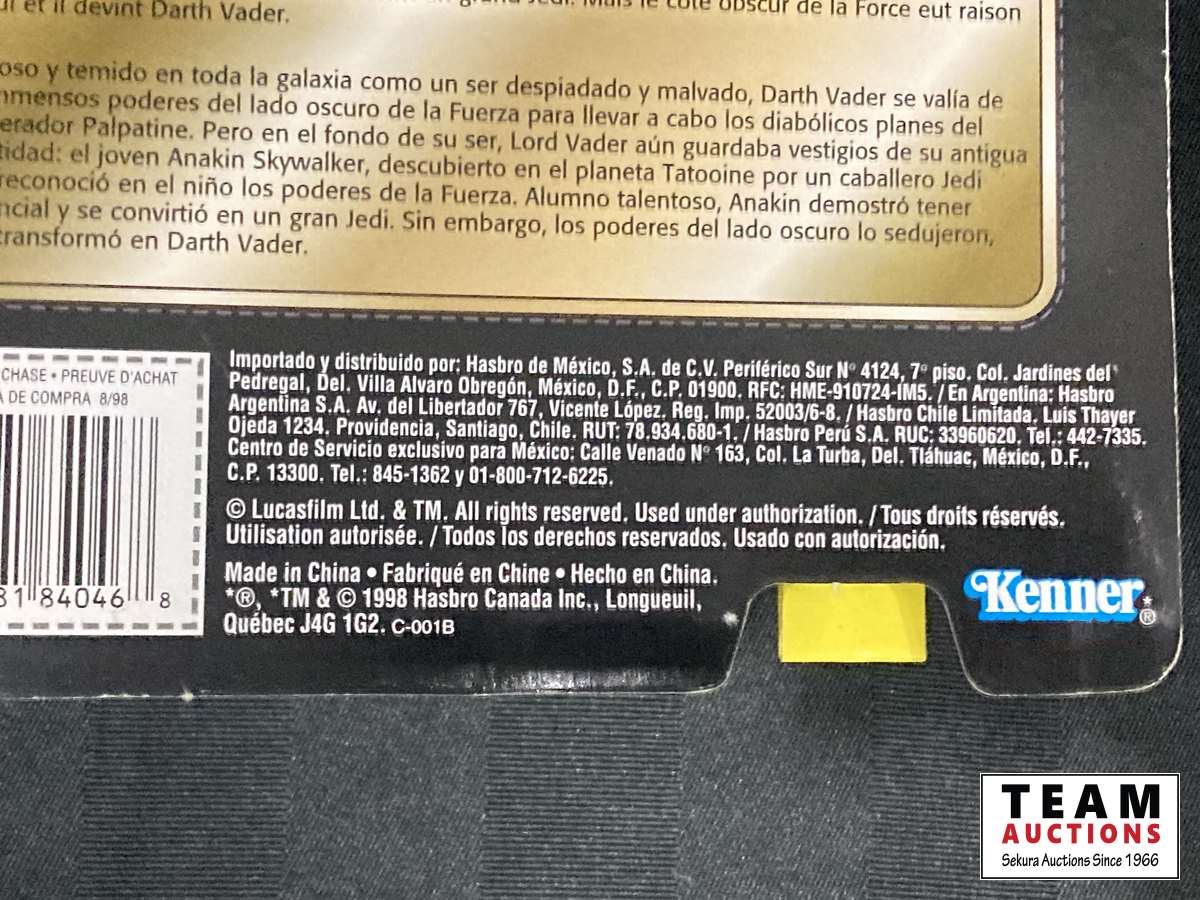 et il devint Darth Vader.
grand Jedi. Mais le côté obscur de la Force eut raison
oso y temido en toda la galaxia como un ser despiadado y malvado, Darth Vader se valía de
nmensos poderes del lado oscuro de la Fuerza para llevar a cabo los diabólicos planes del
erador Palpatine. Pero en el fondo de su ser, Lord Vader aún guardaba vestigios de su antigua
tidad: el joven Anakin Skywalker, descubierto en el planeta Tatooine por un caballero Jedi
reconoció en el niño los poderes de la Fuerza. Alumno talentoso, Anakin demostró tener
ncial y se convirtió en un gran Jedi. Sin embargo, los poderes del lado oscuro lo sedujeron,
transformó en Darth Vader.
CHASE • PREUVE D'ACHAT
A DE COMPRA 8/98
81 84046 8
Importado y distribuido por: Hasbro de México, S.A. de C.V. Periférico Sur N° 4124, 7° piso. Col. Jardines del
Pedregal, Del. Villa Alvaro Obregón, México, D.F., C.P. 01900. RFC: HME-910724-IM5. / En Argentina: Hasbro
Argentina S.A. Av. del Libertador 767, Vicente López. Reg. Imp. 52003/6-8. / Hasbro Chile Limitada. Luis Thayer
Ojeda 1234. Providencia, Santiago, Chile. RUT: 78.934.680-1. / Hasbro Perú S.A. RUC: 33960620. Tel.: 442-7335.
Centro de Servicio exclusivo para México: Calle Venado N° 163, Col. La Turba, Del. Tláhuac, México, D.F.,
C.P. 13300. Tel.: 845-1362 y 01-800-712-6225.
© Lucasfilm Ltd. & TM. All rights reserved. Used under authorization. / Tous droits réservés.
Utilisation autorisée. / Todos los derechos reservados. Usado con autorización.
Made in China • Fabriqué en Chine • Hecho en China.
*®, *TM & © 1998 Hasbro Canada Inc., Longueuil,
Québec J4G 1G2. C-001B
Kenner*®
TEAM
AUCTIONS
Sekura Auctions Since 1966